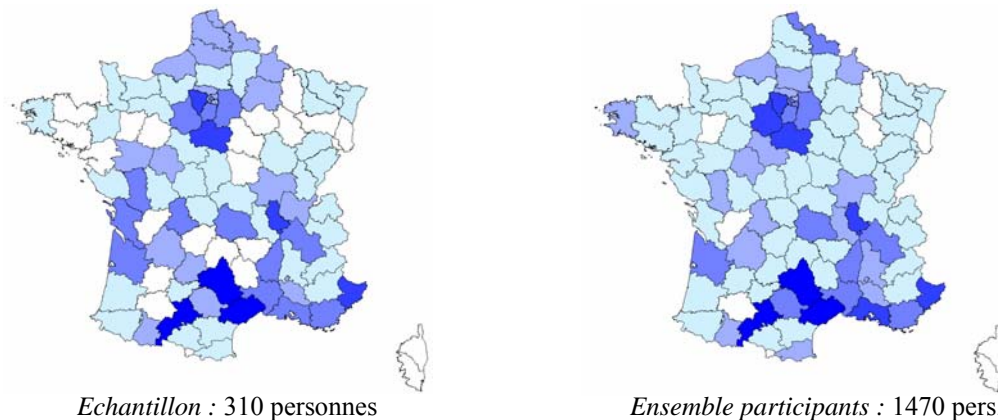 Echantillon : 310 personnes
Ensemble participants : 1470 pers